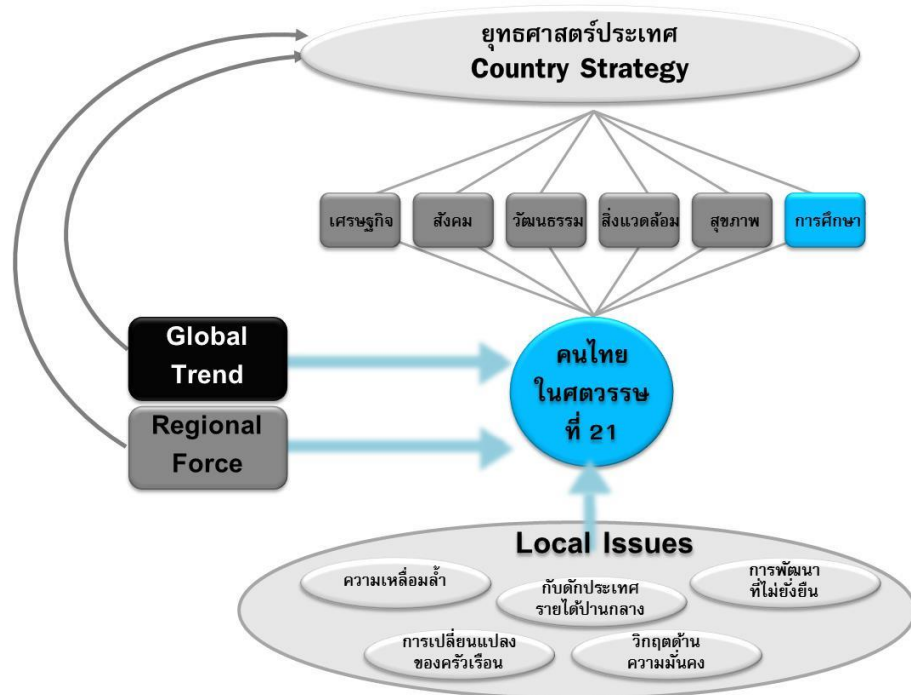 ยุทธศาสตร์ประเทศ
Country Strategy
เศรษฐกิจ
สังคม
วัฒนธรรม
สิ่งแวดล้อม
สุขภาพ
การศึกษา
Global
Trend
Regional
Force
คนไทย
ในศตวรรษ
ที่ 21
Local Issues
ความเหลื่อมล้ำ
กับดักประเทศ
รายได้ปานกลาง
การพัฒนา
ที่ไม่ยั่งยืน
การเปลี่ยนแปลง
ของครัวเรือน
วิกฤตด้าน
ความมั่นคง